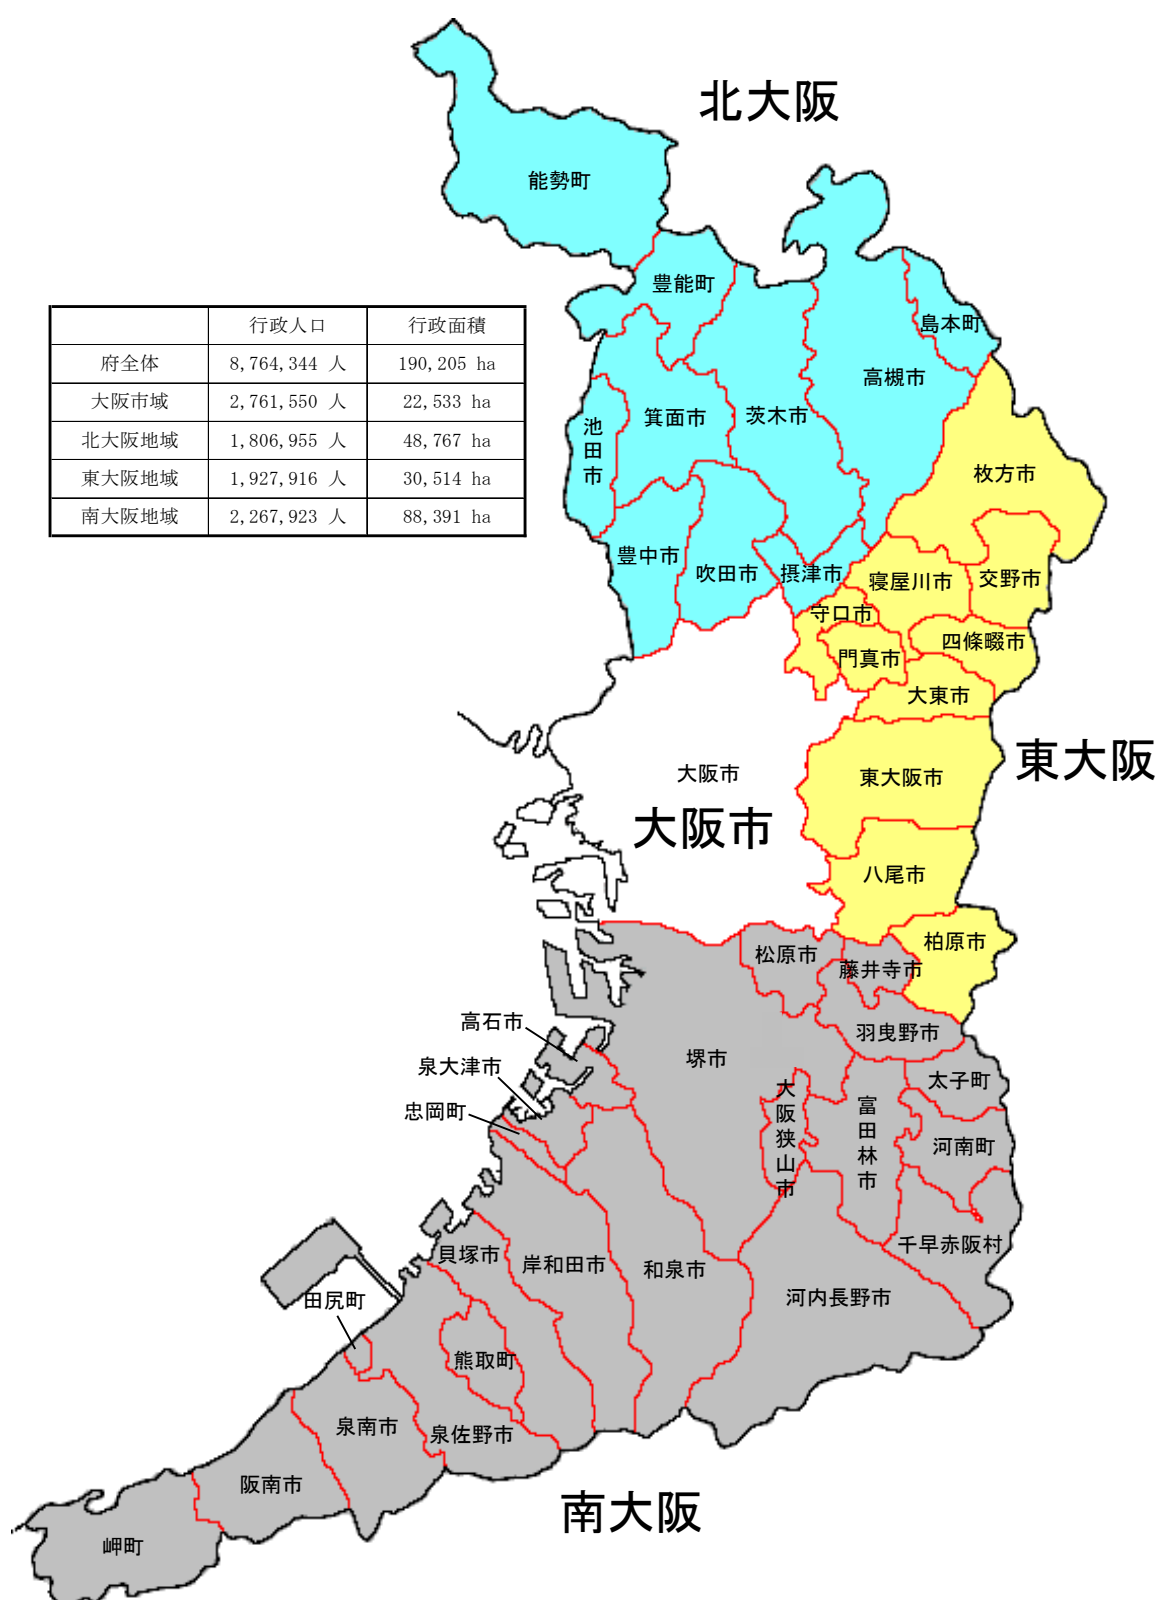 北大阪
能勢町
豊能町
島本町
高槻市
茨木市
箕面市
池田市
行政人口 行政面積
府全体 8,764,344 人 190,205 ha
大阪市域 2,761,550 人 22,533 ha
北大阪地域 1,806,955 人 48,767 ha
東大阪地域 1,927,916 人 30,514 ha
南大阪地域 2,267,923 人 88,391 ha
枚方市
豊中市
吹田市
摂津市
寝屋川市
交野市
守口市
四條畷市
門真市
大東市
東大阪
大阪市
東大阪市
大阪市
八尾市
柏原市
松原市
藤井寺市
高石市
羽曳野市
堺市
泉大津市
太子町
忠岡町
大阪狭山市
富田林市
河南町
千早赤阪村
貝塚市
岸和田市
和泉市
河内長野市
田尻町
熊取町
泉南市
泉佐野市
阪南市
南大阪
岬町